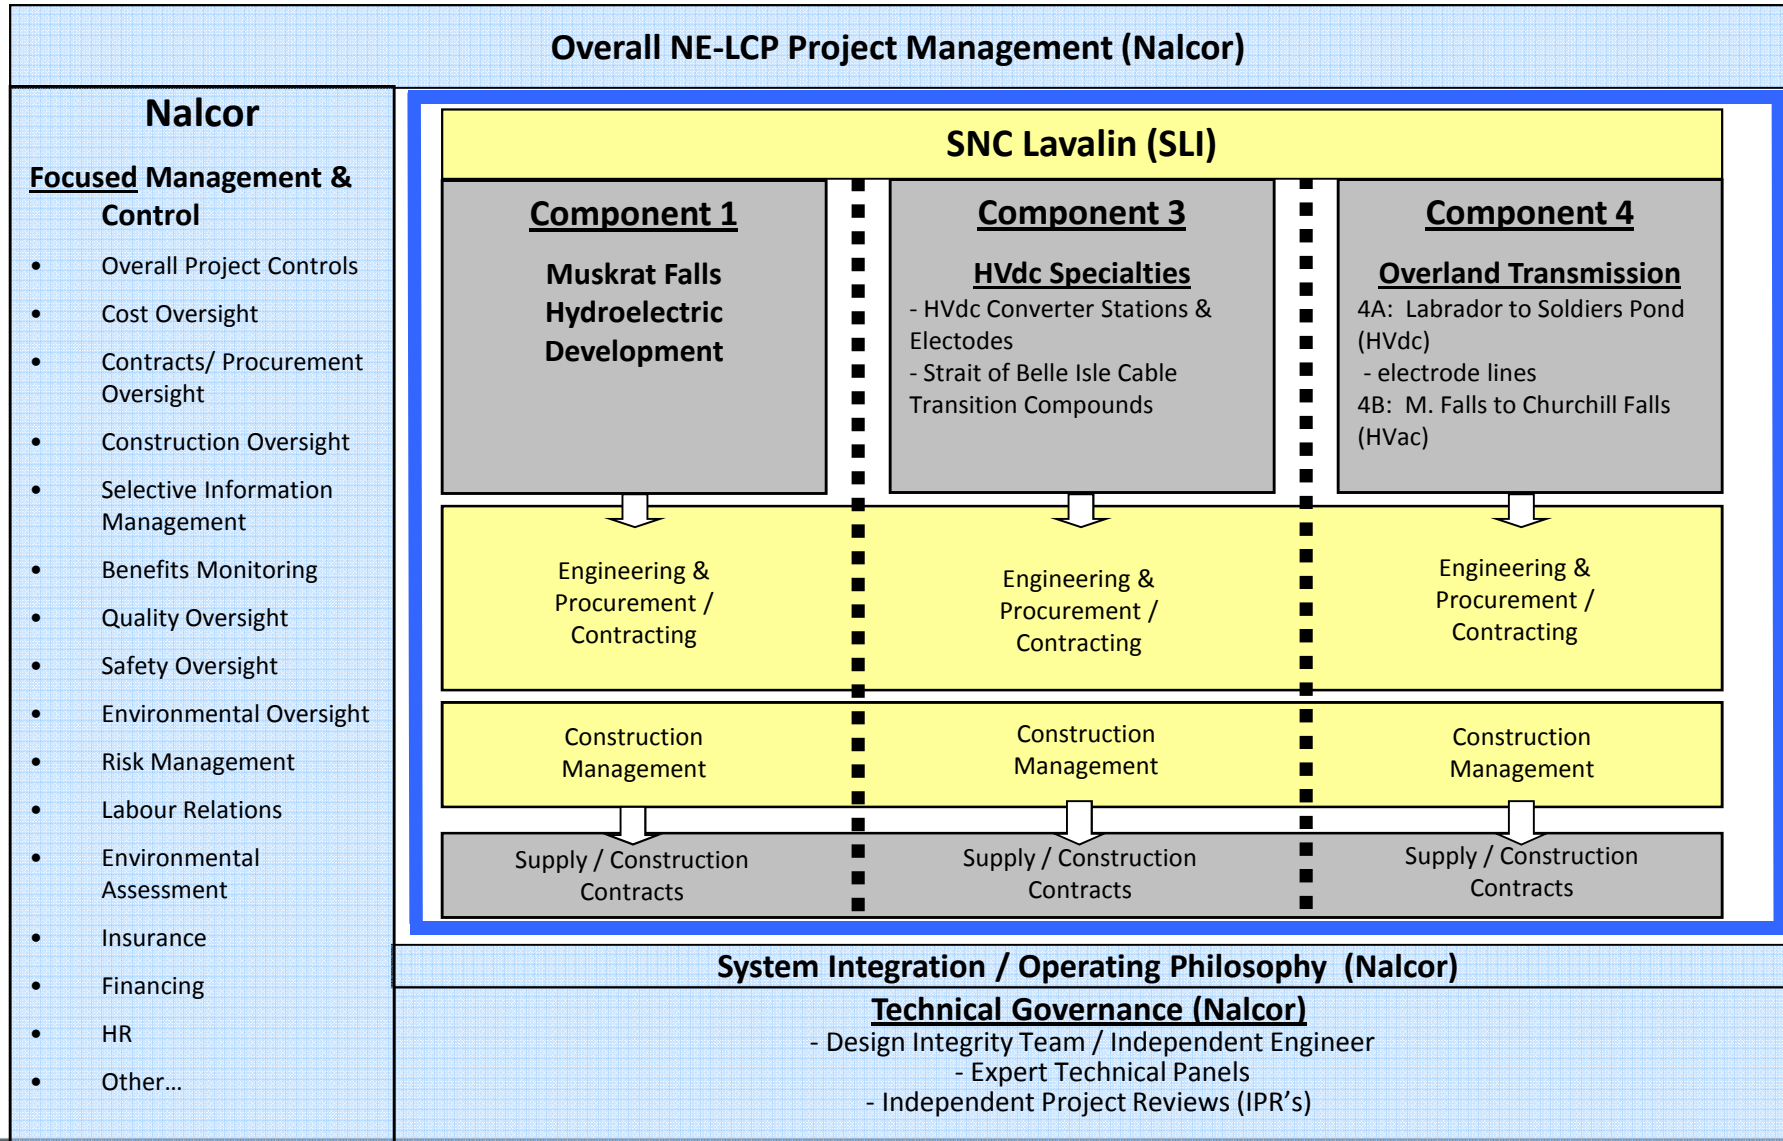 Overall NE-LCP Project Management (Nalcor)
Nalcor
Focused Management &
Control
• Overall Project Controls
• Cost Oversight
• Contracts/ Procurement
Oversight
• Construction Oversight
• Selective Information
Management
• Benefits Monitoring
• Quality Oversight
• Safety Oversight
• Environmental Oversight
• Risk Management
• Labour Relations
• Environmental
Assessment
• Insurance
• Financing
• HR
• Other…
SNC Lavalin (SLI)
Component 1
Muskrat Falls
Hydroelectric
Development
Component 3
HVdc Specialties
- HVdc Converter Stations &
Electodes
- Strait of Belle Isle Cable
Transition Compounds
Component 4
Overland Transmission
4A: Labrador to Soldiers Pond
(HVdc)
- electrode lines
4B: M. Falls to Churchill Falls
(HVac)
Engineering &
Procurement /
Contracting
Engineering &
Procurement /
Contracting
Engineering &
Procurement /
Contracting
Construction
Management
Construction
Management
Construction
Management
Supply / Construction
Contracts
Supply / Construction
Contracts
Supply / Construction
Contracts
System Integration / Operating Philosophy (Nalcor)
Technical Governance (Nalcor)
- Design Integrity Team / Independent Engineer
- Expert Technical Panels
- Independent Project Reviews (IPR's)